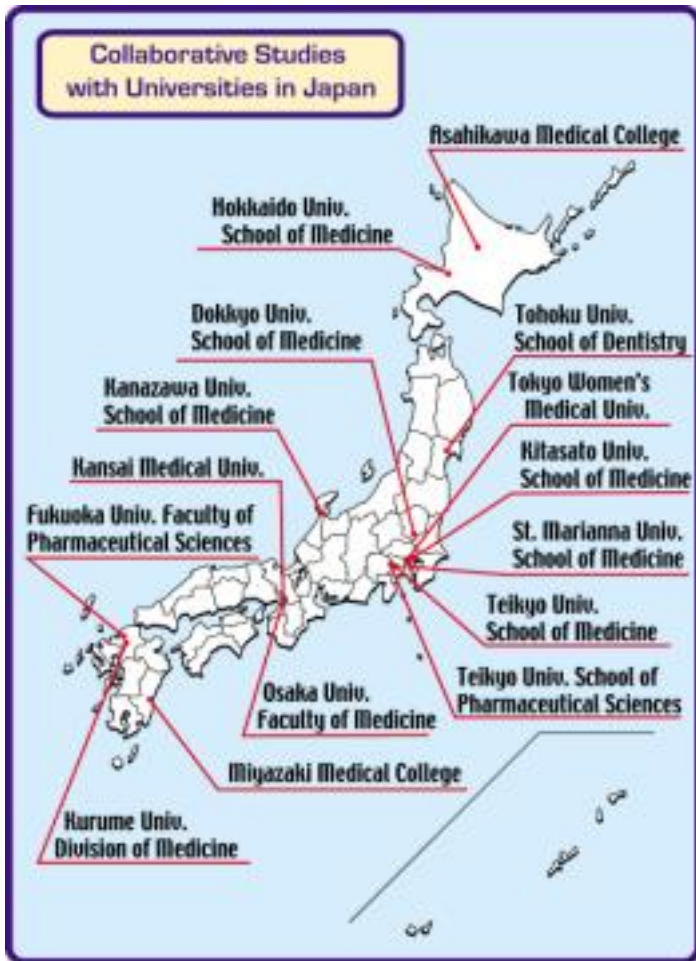 Collaborative Studies
with Universities in Japan
Asahikawa Medical College
Hokkaido Univ.
School of Medicine
Dokkyo Univ.
School of Medicine
Tohoku Univ.
School of Dentistry
Kanazawa Univ.
School of Medicine
Tokyo Women's
Medical Univ.
Kansai Medical Univ.
Kitasato Univ.
School of Medicine
Fukuoka Univ. Faculty of
Pharmaceutical Sciences
St. Marianna Univ.
School of Medicine
Teikyo Univ.
School of Medicine
Teikyo Univ. School of
Pharmaceutical Sciences
Osaka Univ.
Faculty of Medicine
Miyazaki Medical College
Kurume Univ.
Division of Medicine